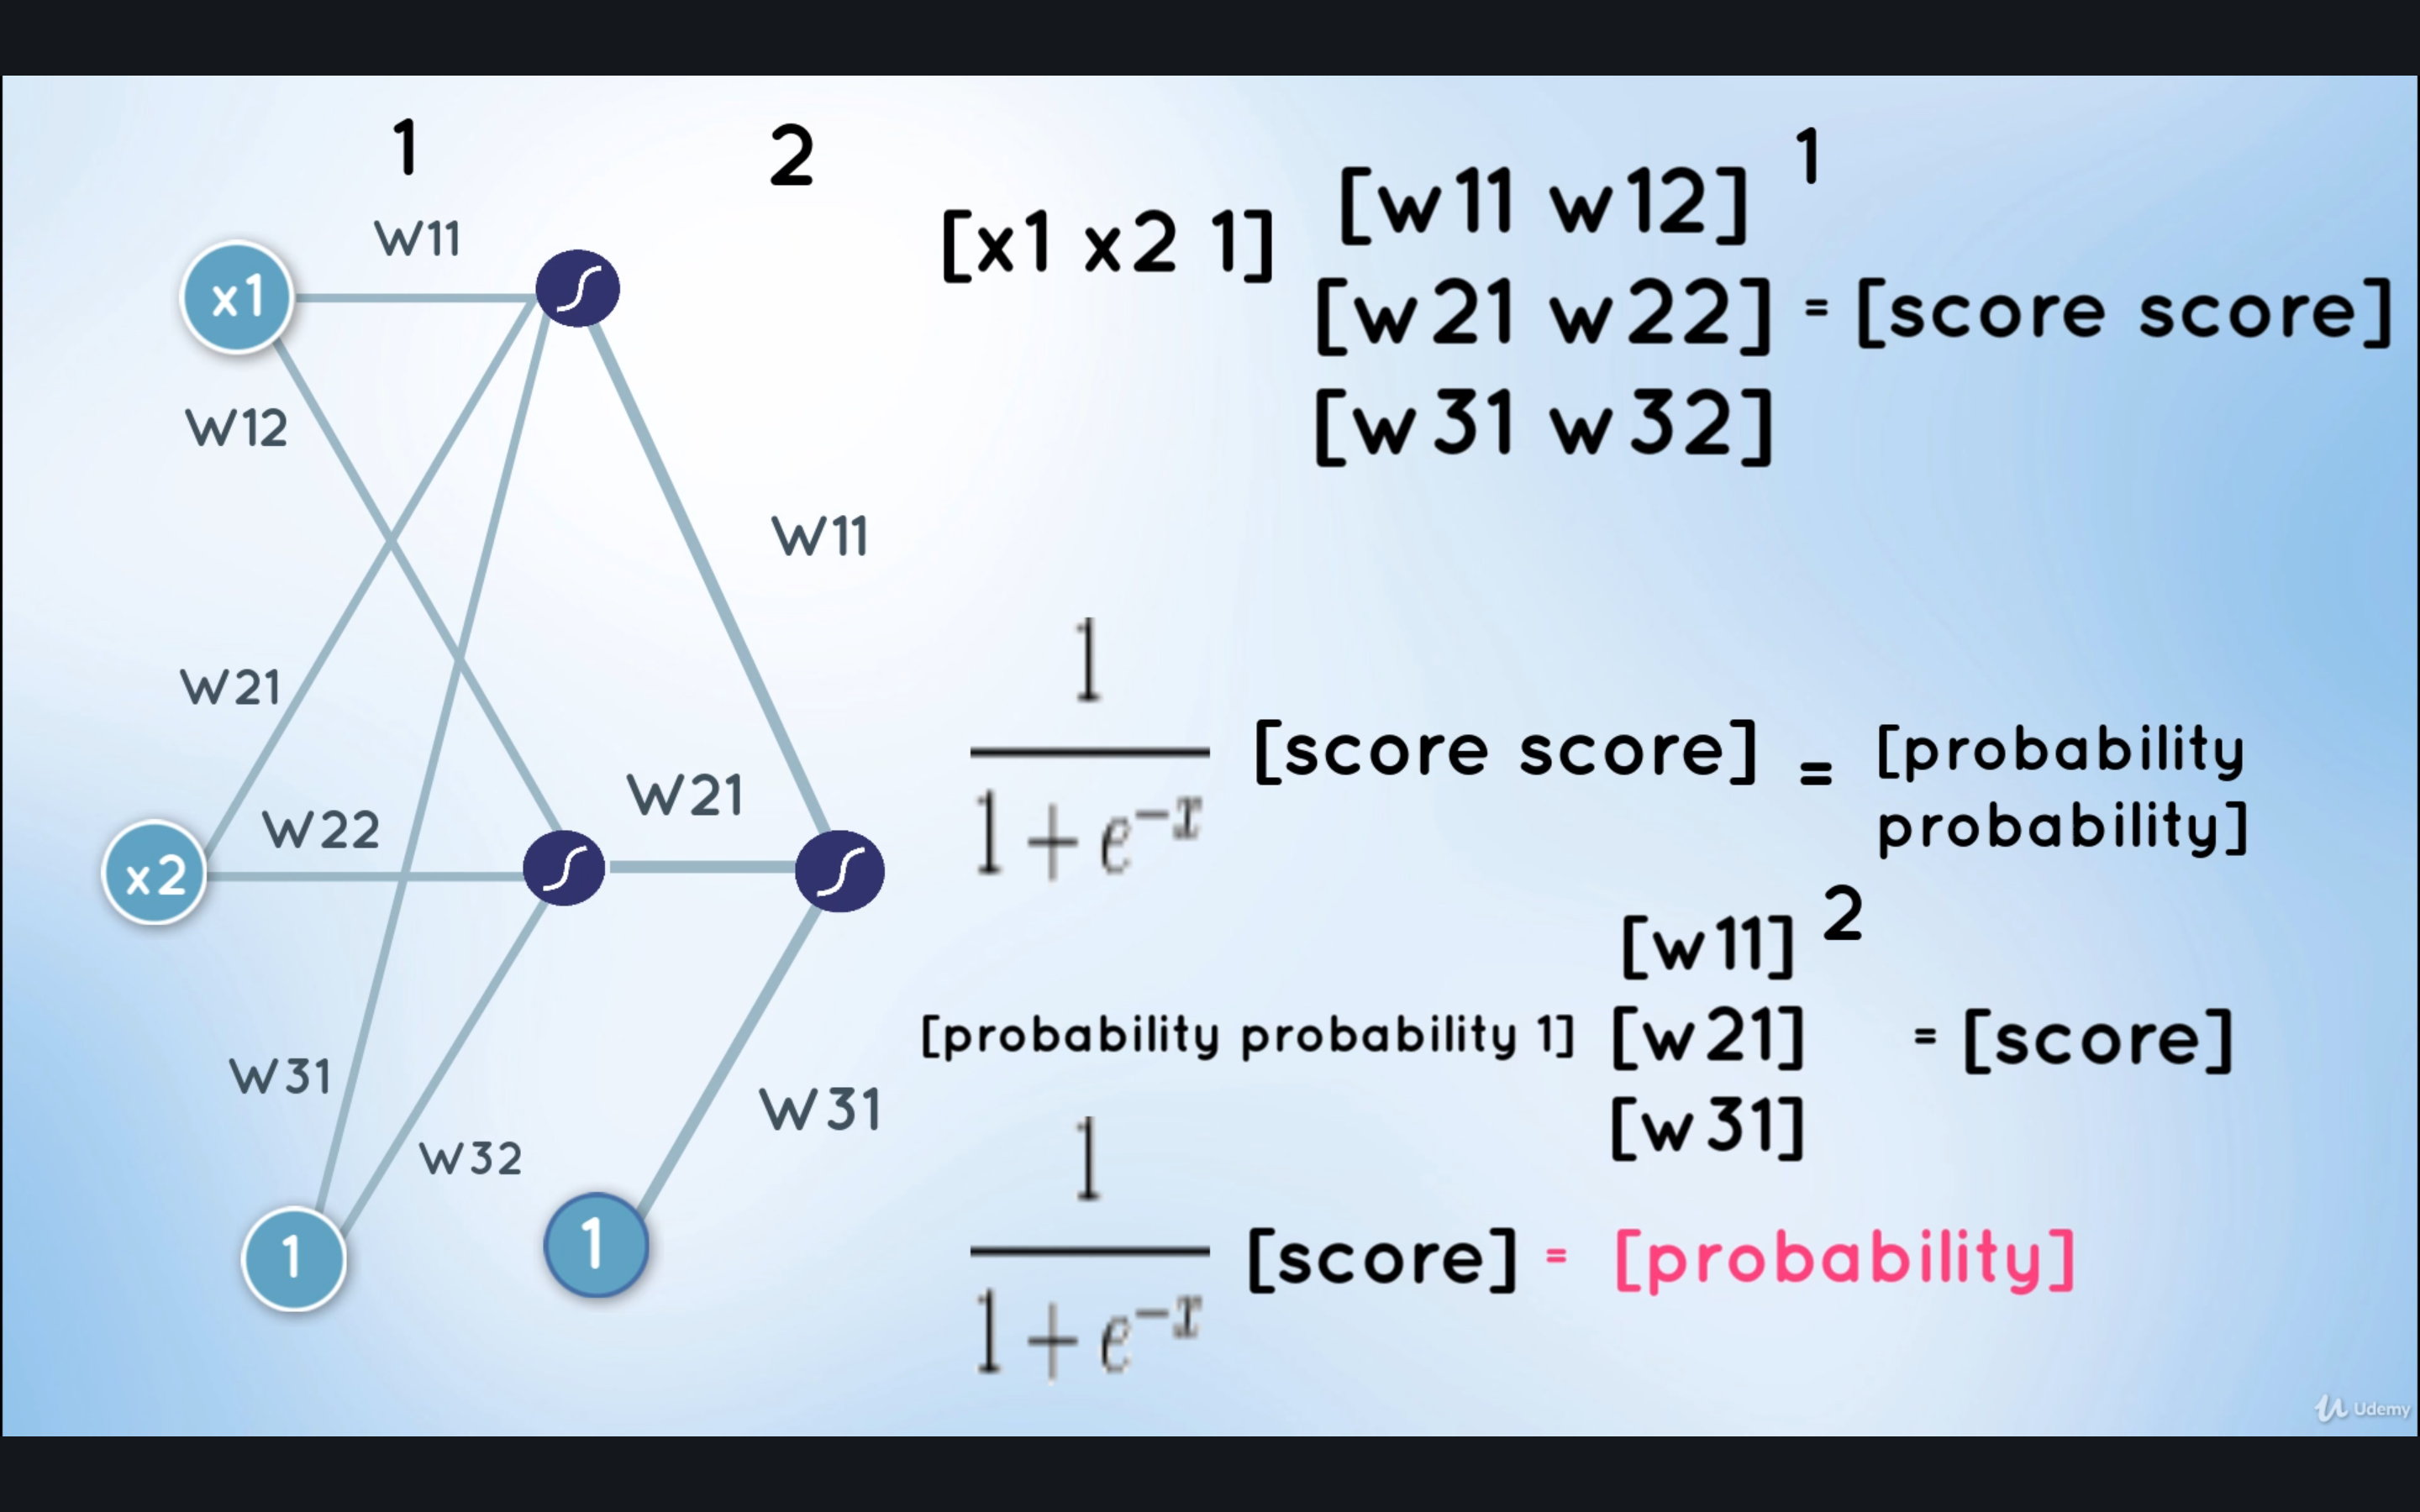 1
2
W11
x1
W12
W21
W22
x2
W31
W32
1
1
W11
W21
W31
[x1 x2 1]
[w11 w12] 1
[w21 w22] = [score score]
[w31 w32]
1
1+e^-x
[score score] = [probability
probability]
[w11] 2
[probability probability 1] [w21] = [score]
[w31]
1
1+e^-x
[score] = [probability]
Udemy